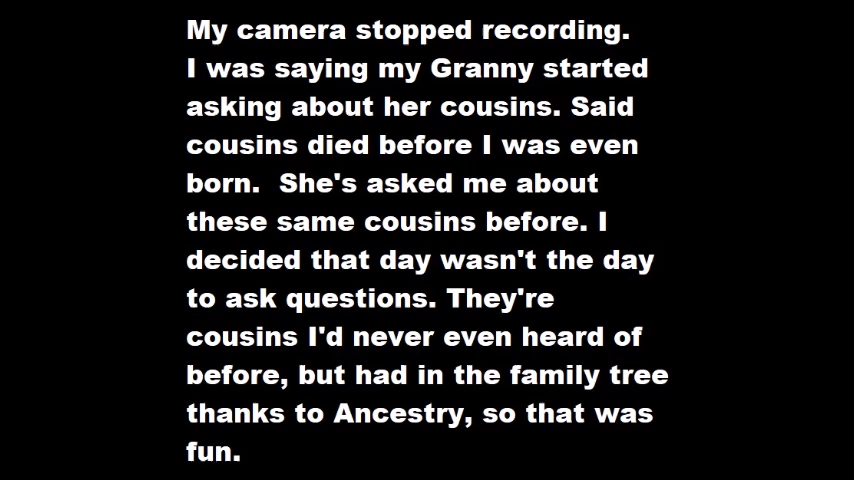 My camera stopped recording.
I was saying my Granny started
asking about her cousins. Said
cousins died before I was even
born.  She's asked me about
these same cousins before. I
decided that day wasn't the day
to ask questions. They're
cousins I'd never even heard of
before, but had in the family tree
thanks to Ancestry, so that was
fun.